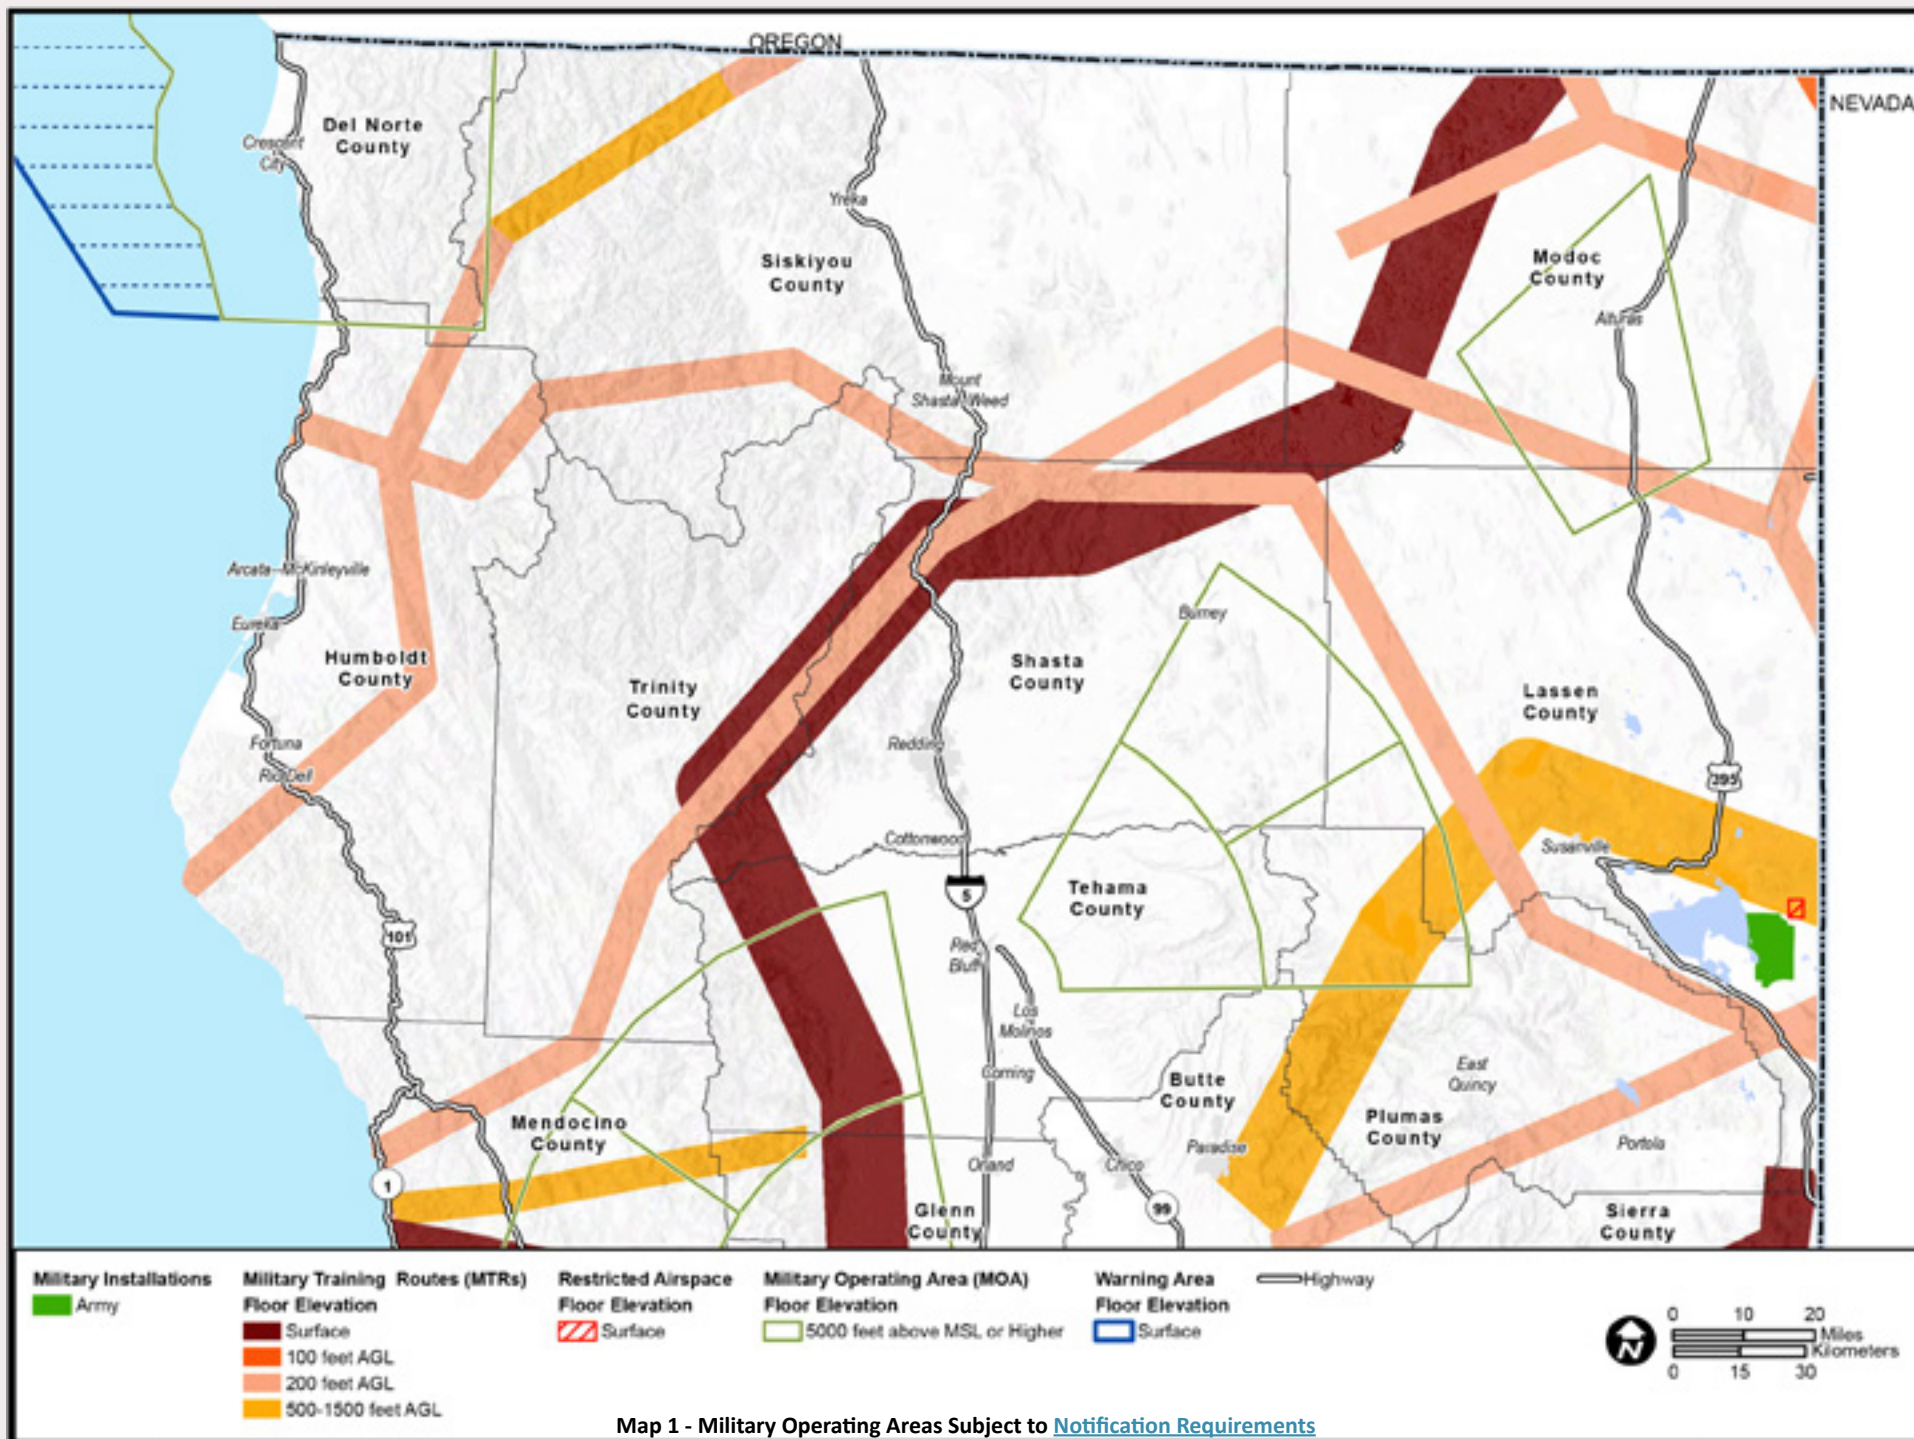 OREGON
NEVADA
Del Norte
County
Crescent
City
Yreka
Siskiyou
County
Modoc
County
Alturas
Mount
Shasta
Weed
Arcata
McKinleyville
Eureka
Burney
Humboldt
County
Shasta
County
Trinity
County
Lassen
County
Fortuna
Redding
Rio Dell
395
Cottonwood
Susanville
5
Tehama
County
101
Red
Bluff
Los
Molinos
Corning
East
Quincy
Butte
County
Mendocino
County
Plumas
County
Paradise
Portola
Orland
Chico
1
99
Glenn
County
Sierra
County
Military Installations
Army
Military Training Routes (MTRs)
Floor Elevation
Surface
100 feet AGL
200 feet AGL
500-1500 feet AGL
Restricted Airspace
Floor Elevation
Surface
Military Operating Area (MOA)
Floor Elevation
5000 feet above MSL or Higher
Warning Area
Floor Elevation
Surface
Highway
N
0 10 20
Miles
Kilometers
0 15 30
Map 1 - Military Operating Areas Subject to Notification Requirements